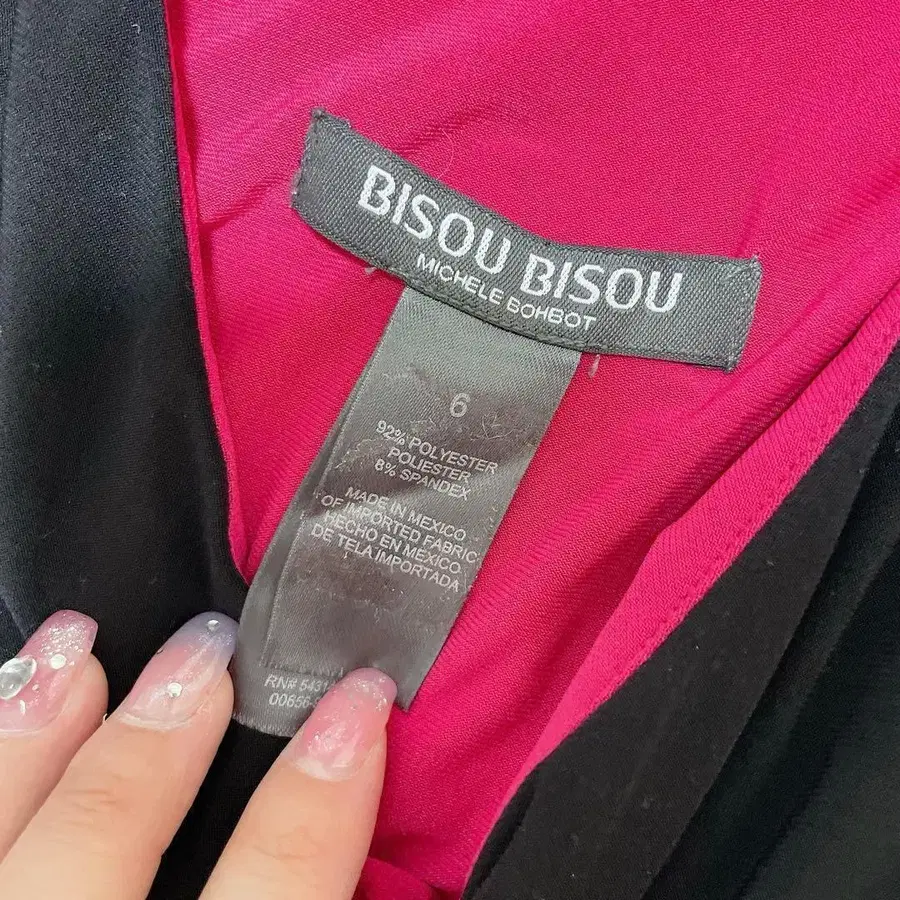 BISOU BISOU
MICHELE BOHBOT
6
92% POLYESTER
POLIESTER
8% SPANDEX
MADE IN MEXICO
OF IMPORTED FABRIC
HECHO EN MEXICO
DE TELA IMPORTADA
RN#